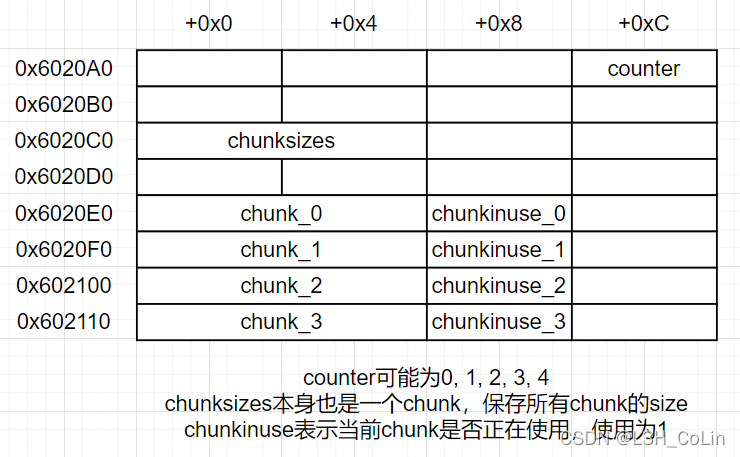 +0x0 +0x4 +0x8 +0xC
0x6020A0 counter
0x6020B0
0x6020C0 chunksizes
0x6020D0
0x6020E0 chunk_0 chunkinuse_0
0x6020F0 chunk_1 chunkinuse_1
0x602100 chunk_2 chunkinuse_2
0x602110 chunk_3 chunkinuse_3
counter可能为0, 1, 2, 3, 4
chunksizes本身也是一个chunk，保存所有chunk的size
chunkinuse表示当前chunk是否正在使用，使用为1
CSDN @L3H_CoLin